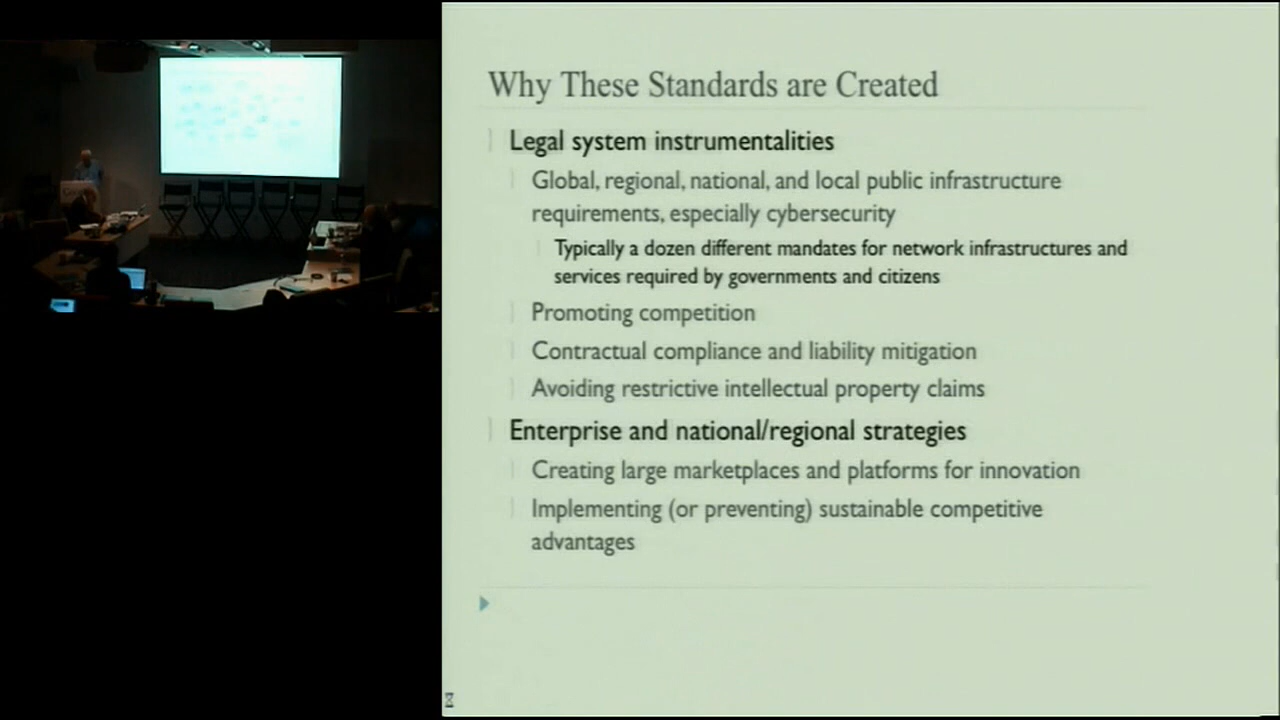 Why These Standards are Created
Legal system instrumentalities
Global, regional, national, and local public infrastructure
requirements, especially cybersecurity
Typically a dozen different mandates for network infrastructures and
services required by governments and citizens
Promoting competition
Contractual compliance and liability mitigation
Avoiding restrictive intellectual property claims
Enterprise and national/regional strategies
Creating large marketplaces and platforms for innovation
Implementing (or preventing) sustainable competitive
advantages